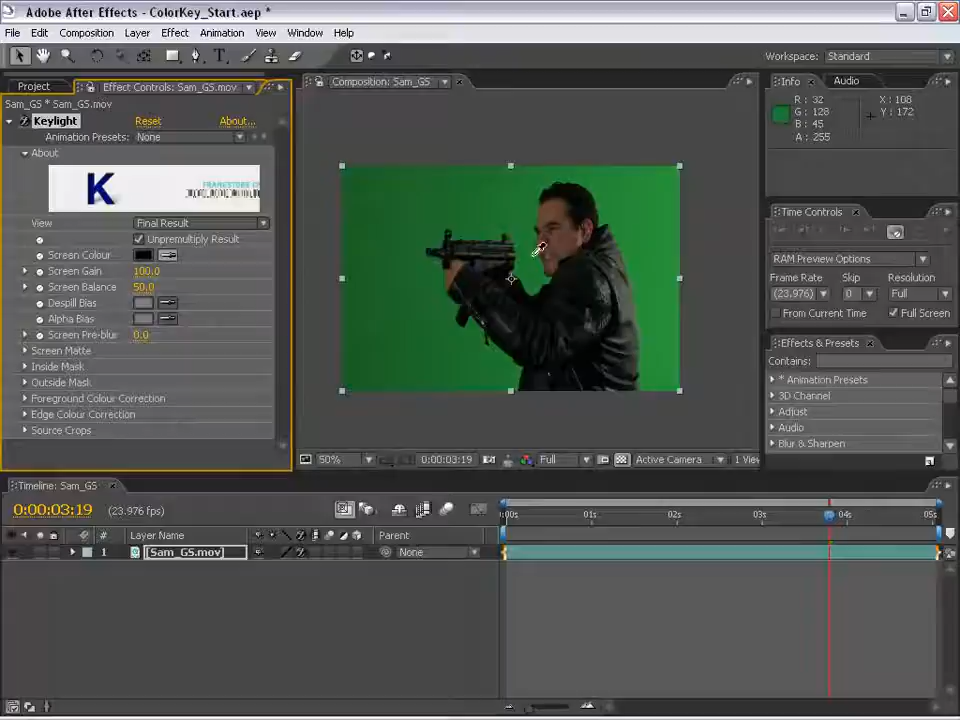 Adobe After Effects - ColorKey_Start.aep *
File Edit Composition Layer Effect Animation View Window Help
Workspace: Standard
Project Effect Controls: Sam_GS.mov
Sam_GS * Sam_GS.mov
Keylight Reset About...
Animation Presets: None
About
K
View Final Result
Unpremultiply Result
Screen Colour
Screen Gain 100.0
Screen Balance 50.0
Despill Bias
Alpha Bias
Screen Pre-blur 0.0
Screen Matte
Inside Mask
Outside Mask
Foreground Colour Correction
Edge Colour Correction
Source Crops
Composition: Sam_GS
50% 0:00:03:19 Full Active Camera 1 View
Info Audio
R: 32 X: 108
G: 128 Y: 172
B: 45
A: 255
Time Controls
RAM Preview Options
Frame Rate Skip Resolution
(23.976) 0 Full
From Current Time Full Screen
Effects & Presets
Contains:
* Animation Presets
3D Channel
Adjust
Audio
Blur & Sharpen
Timeline: Sam_GS
0:00:03:19 (23.976 fps)
# Layer Name Parent
1 [Sam_GS.mov] None
:00s 01s 02s 03s 04s 05s